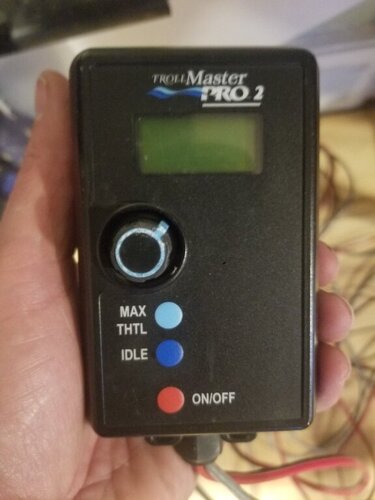 TROLLMaster
PRO 2
MAX
THTL
IDLE
ON/OFF